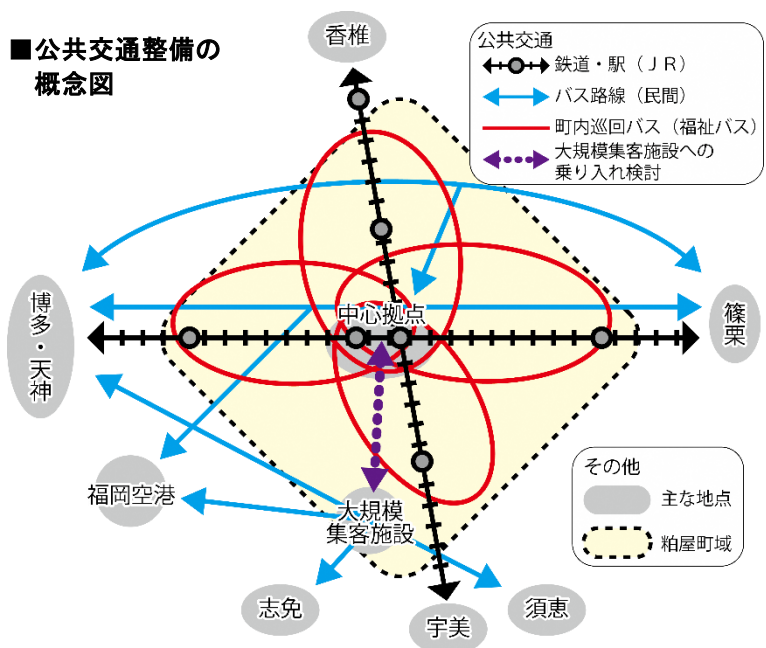 ■公共交通整備の
概念図
香椎
公共交通
鉄道・駅（ＪＲ）
バス路線（民間）
町内巡回バス（福祉バス）
大規模集客施設への
乗り入れ検討
博多・天神
中心拠点
篠栗
福岡空港
大規模
集客施設
志免
宇美
須恵
その他
主な地点
粕屋町域